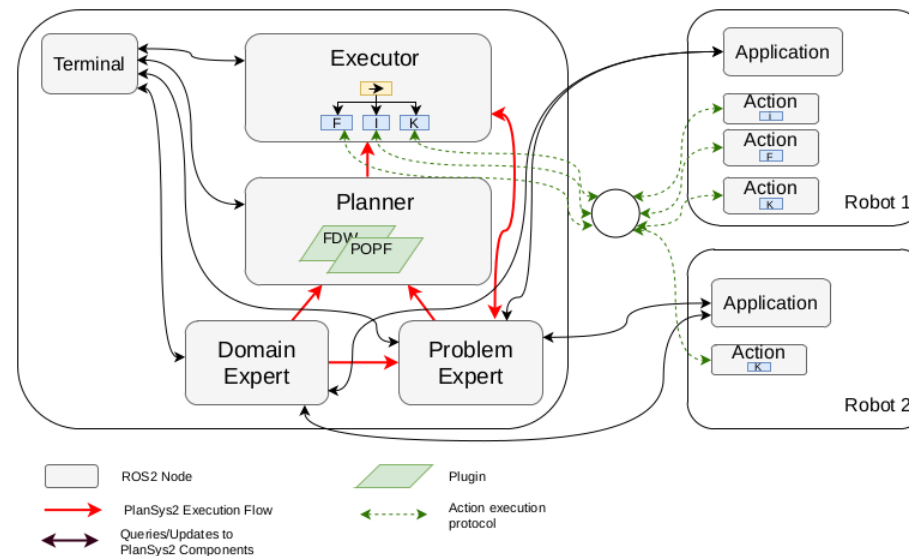 Terminal
Executor
F
I
K
Planner
FDW
POPF
Domain
Expert
Problem
Expert
Application
Action
I
Action
F
Action
K
Robot 1
Application
Action
K
Robot 2
ROS2 Node
Plugin
PlanSys2 Execution Flow
Action execution
protocol
Queries/Updates to
PlanSys2 Components